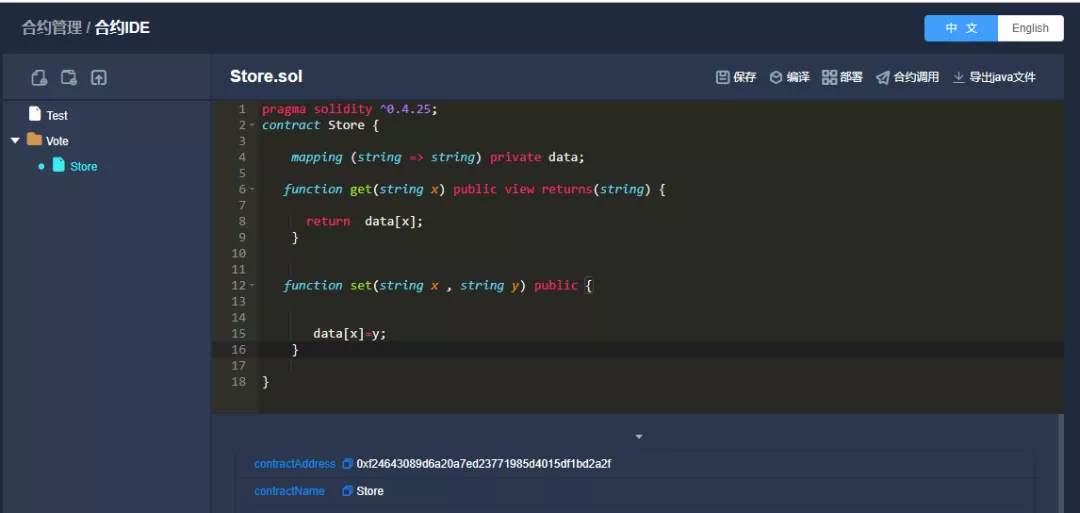 合约管理 / 合约IDE
中 文
English
Store.sol
保存
编译
部署
合约调用
导出java文件
Test
Vote
Store
1 pragma solidity ^0.4.25;
2 contract Store {
3
4 mapping (string => string) private data;
5
6 function get(string x) public view returns(string) {
7
8 return data[x];
9 }
10
11
12 function set(string x , string y) public {
13
14
15 data[x]=y;
16 }
17
18 }
contractAddress 0xf24643089d6a20a7ed23771985d4015df1bd2a2f
contractName Store